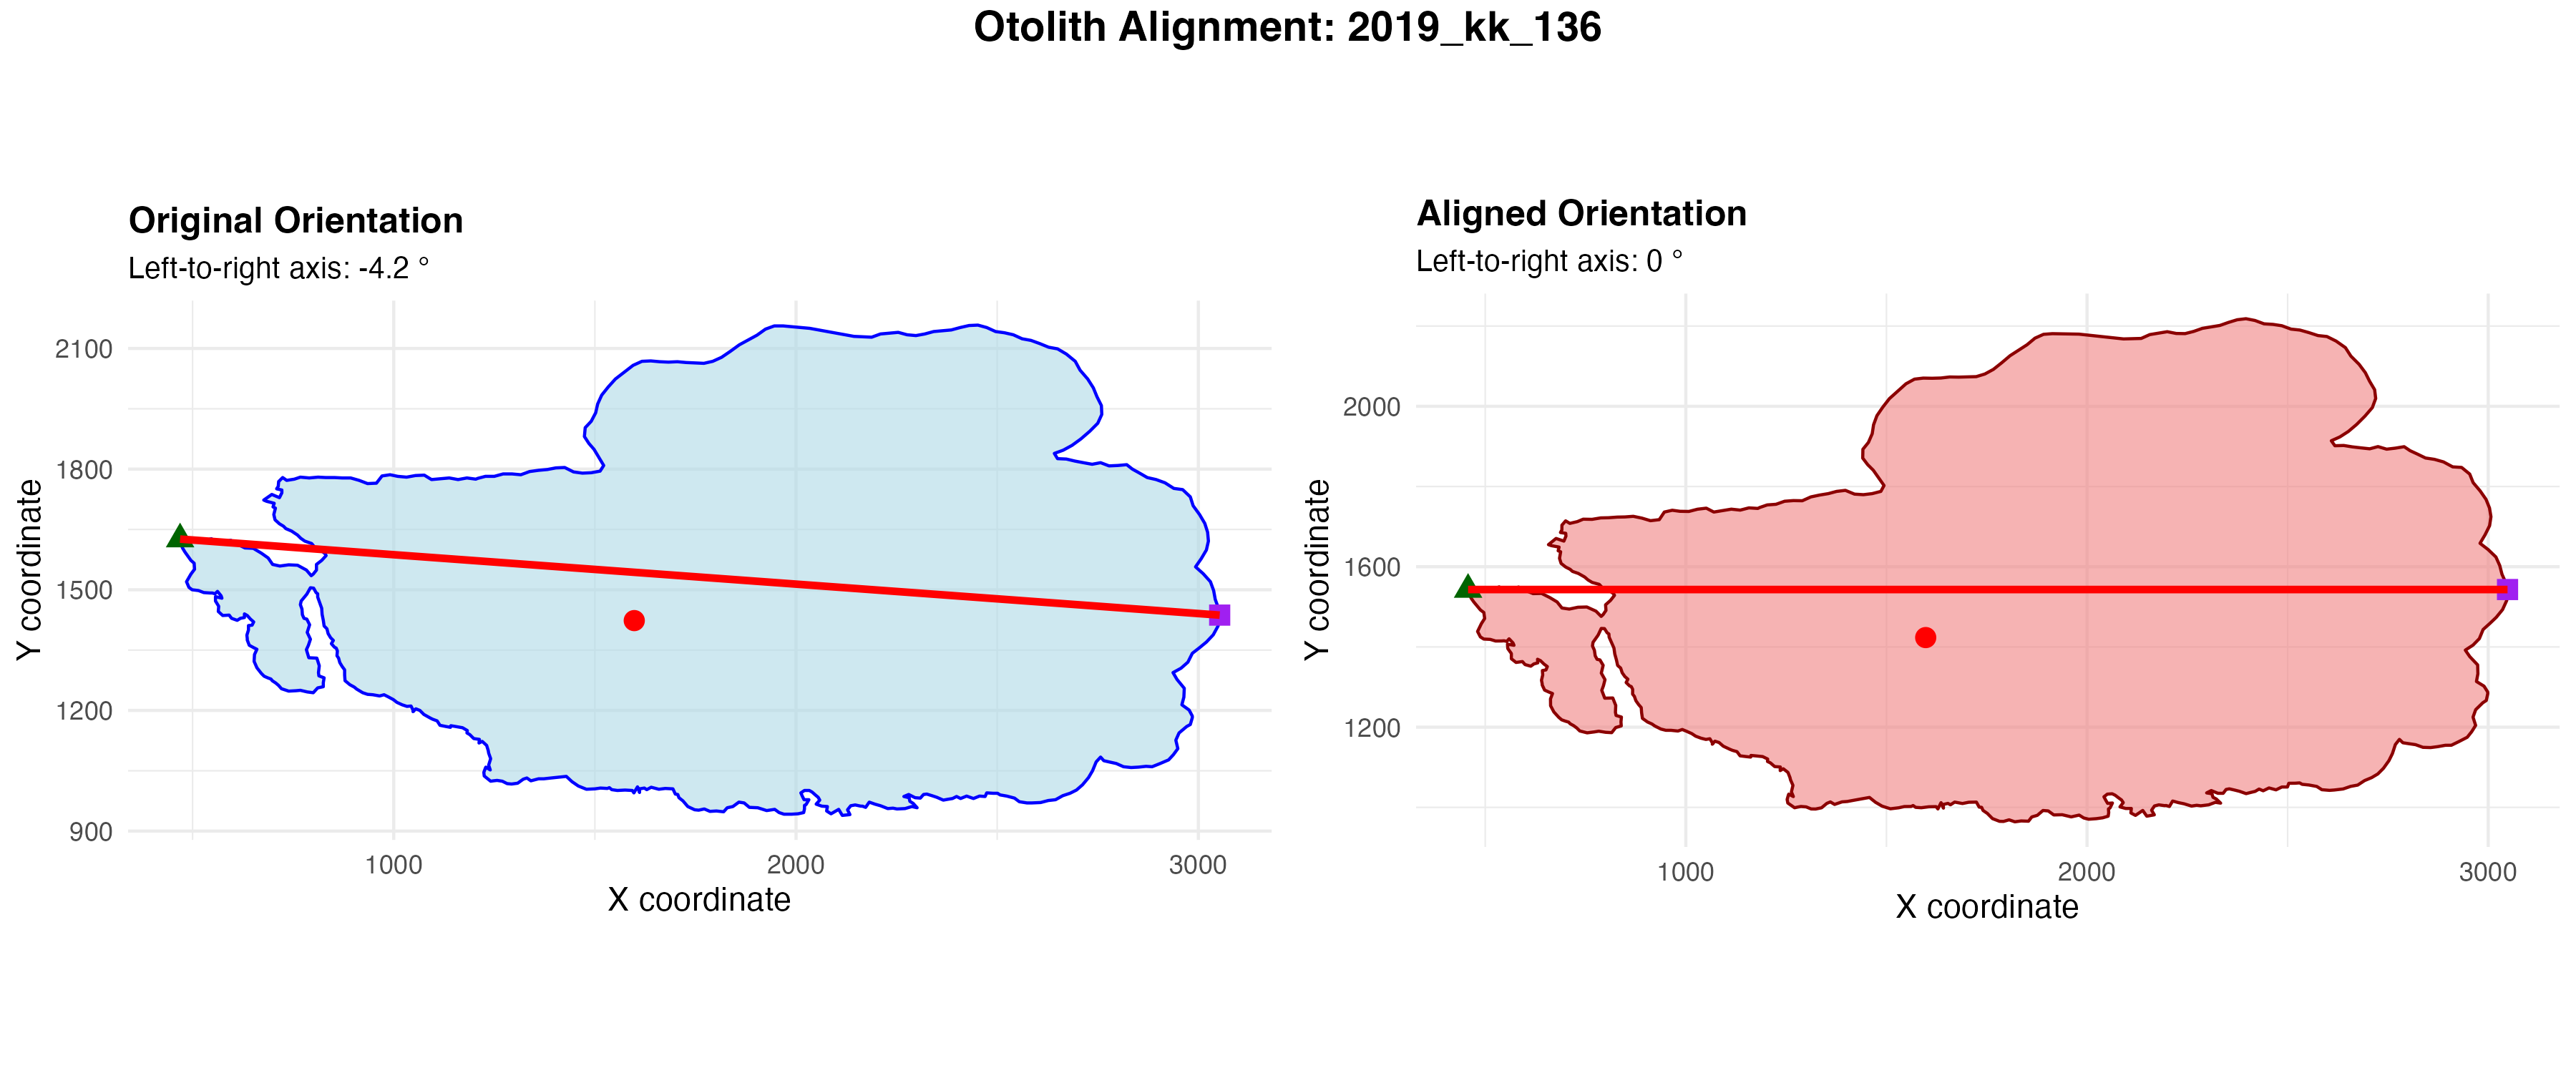 Otolith Alignment: 2019_kk_136
Original Orientation
Left-to-right axis: -4.2 °
2100
1800
1500
1200
900
Y coordinate
1000
2000
3000
X coordinate
Aligned Orientation
Left-to-right axis: 0 °
2000
1600
1200
Y coordinate
1000
2000
3000
X coordinate